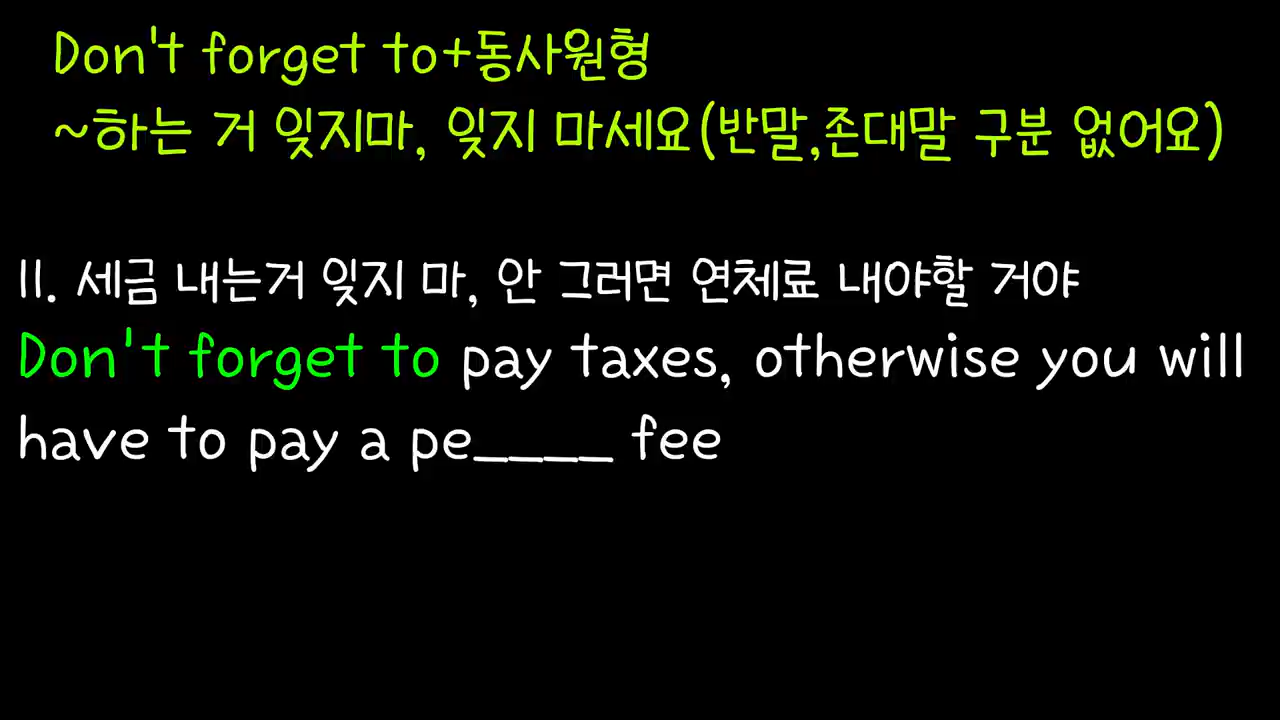 Don't forget to+동사원형
~하는 거 잊지마, 잊지 마세요(반말,존대말 구분 없어요)
11. 세금 내는거 잊지 마, 안 그러면 연체료 내야할 거야
Don't forget to pay taxes, otherwise you will
have to pay a pe____ fee